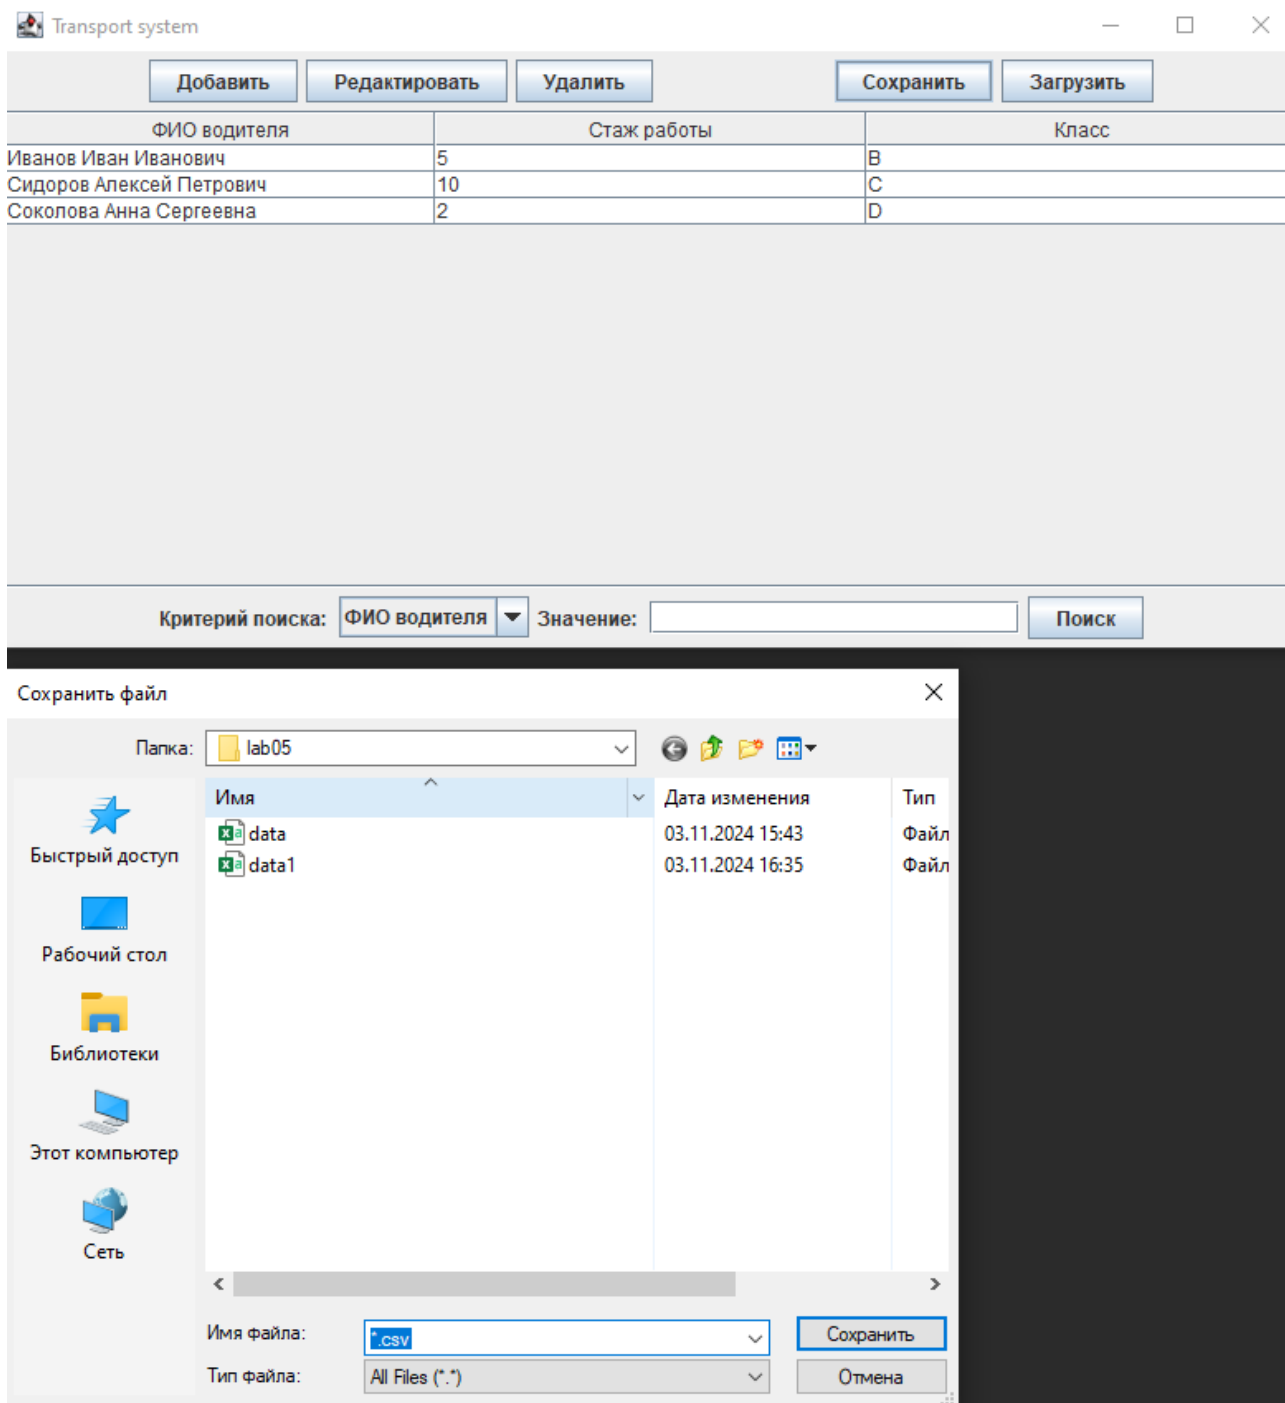 Transport system
Добавить Редактировать Удалить Сохранить Загрузить
ФИО водителя Стаж работы Класс
Иванов Иван Иванович 5 B
Сидоров Алексей Петрович 10 C
Соколова Анна Сергеевна 2 D
Критерий поиска: ФИО водителя Значение: Поиск
Сохранить файл
Папка: lab05
Имя Дата изменения Тип
data 03.11.2024 15:43 Файл
data1 03.11.2024 16:35 Файл
Быстрый доступ
Рабочий стол
Библиотеки
Этот компьютер
Сеть
Имя файла: *.csv Сохранить
Тип файла: All Files (*.*) Отмена